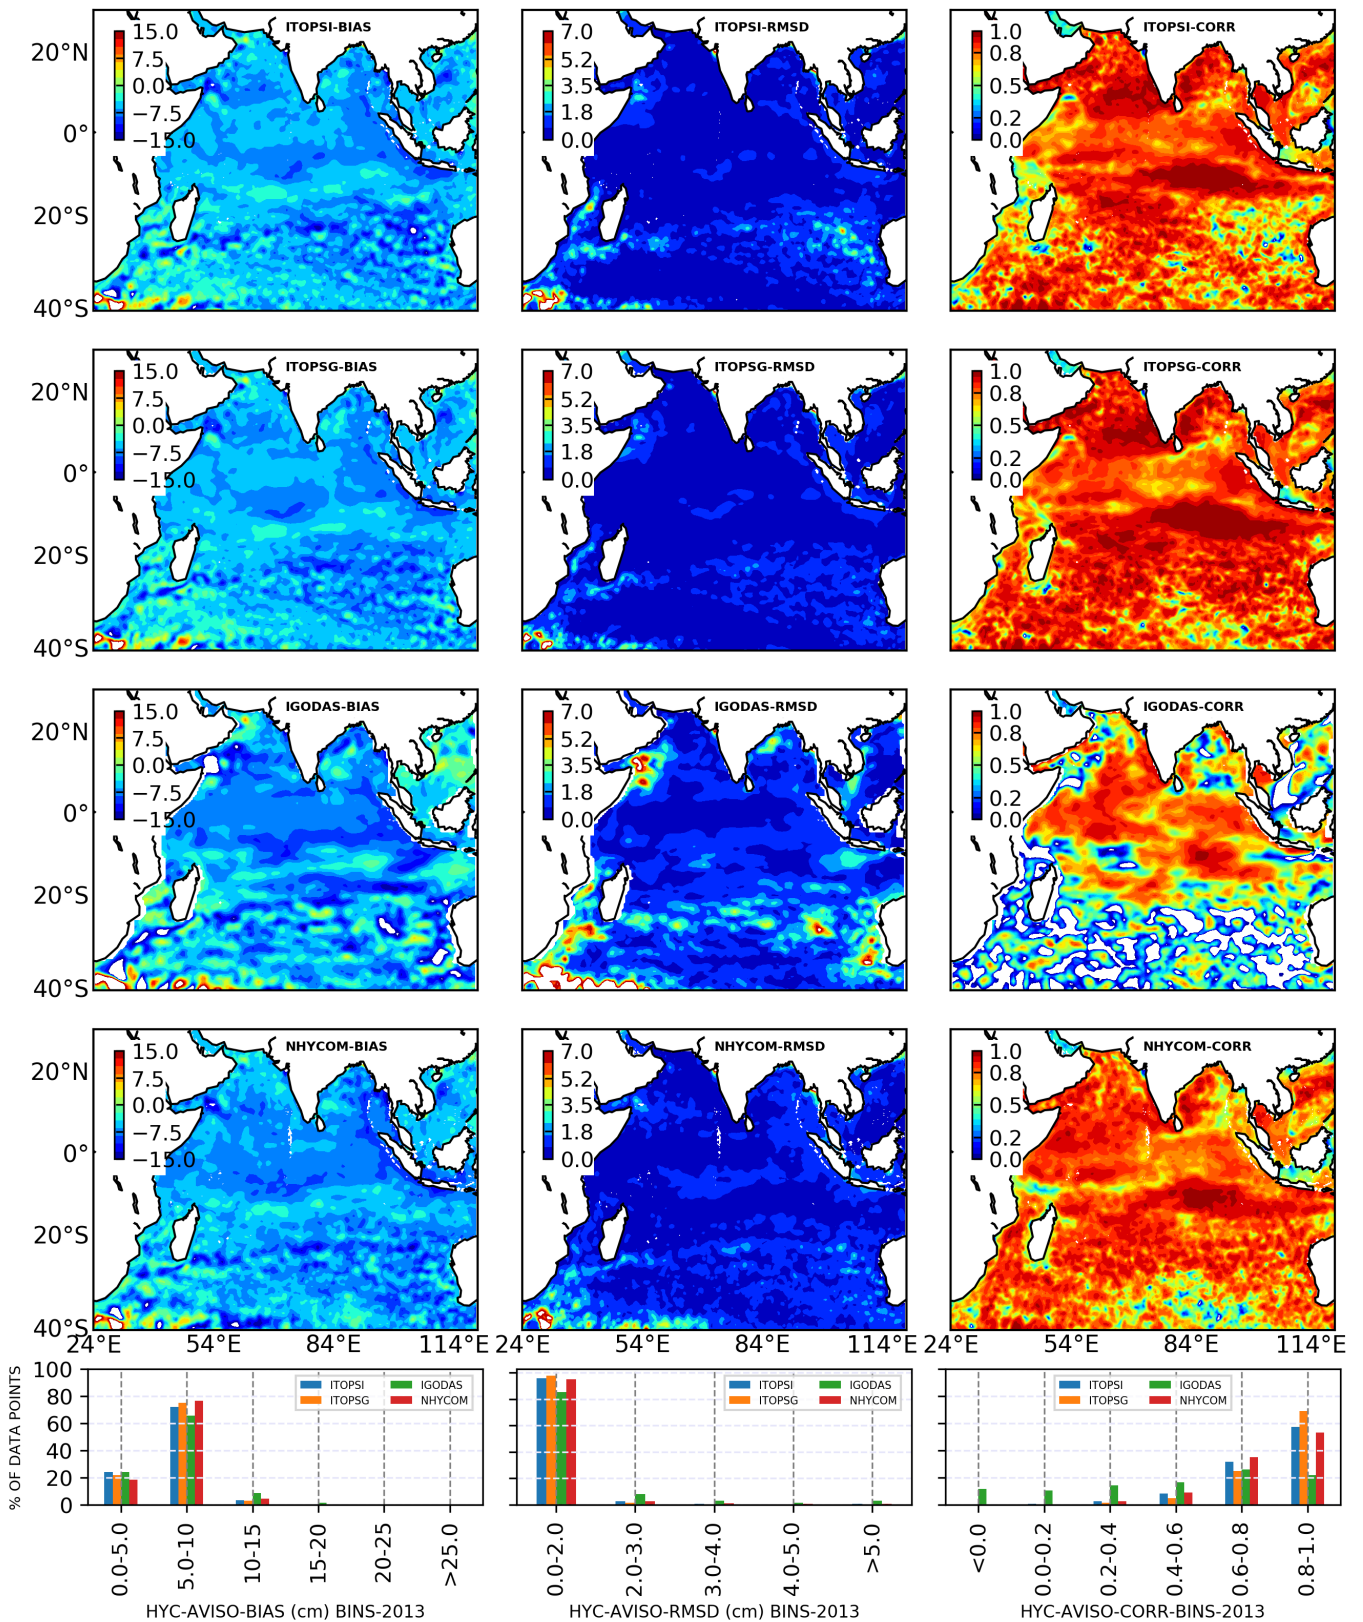 ITOPSI-BIAS
15.0
7.5
0.0
−7.5
−15.0
20°N
0°
20°S
40°S
ITOPSI-RMSD
7.0
5.2
3.5
1.8
0.0
ITOPSI-CORR
1.0
0.8
0.5
0.2
0.0
ITOPSG-BIAS
15.0
7.5
0.0
−7.5
−15.0
20°N
0°
20°S
40°S
ITOPSG-RMSD
7.0
5.2
3.5
1.8
0.0
ITOPSG-CORR
1.0
0.8
0.5
0.2
0.0
IGODAS-BIAS
15.0
7.5
0.0
−7.5
−15.0
20°N
0°
20°S
40°S
IGODAS-RMSD
7.0
5.2
3.5
1.8
0.0
IGODAS-CORR
1.0
0.8
0.5
0.2
0.0
NHYCOM-BIAS
15.0
7.5
0.0
−7.5
−15.0
20°N
0°
20°S
40°S
24°E 54°E 84°E 114°E
NHYCOM-RMSD
7.0
5.2
3.5
1.8
0.0
24°E 54°E 84°E 114°E
NHYCOM-CORR
1.0
0.8
0.5
0.2
0.0
24°E 54°E 84°E 114°E
% OF DATA POINTS
100
80
60
40
20
0
ITOPSI IGODAS
ITOPSG NHYCOM
0.0-5.0 5.0-10 10-15 15-20 20-25 >25.0
HYC-AVISO-BIAS (cm) BINS-2013
ITOPSI IGODAS
ITOPSG NHYCOM
0.0-2.0 2.0-3.0 3.0-4.0 4.0-5.0 >5.0
HYC-AVISO-RMSD (cm) BINS-2013
ITOPSI IGODAS
ITOPSG NHYCOM
<0.0 0.0-0.2 0.2-0.4 0.4-0.6 0.6-0.8 0.8-1.0
HYC-AVISO-CORR-BINS-2013